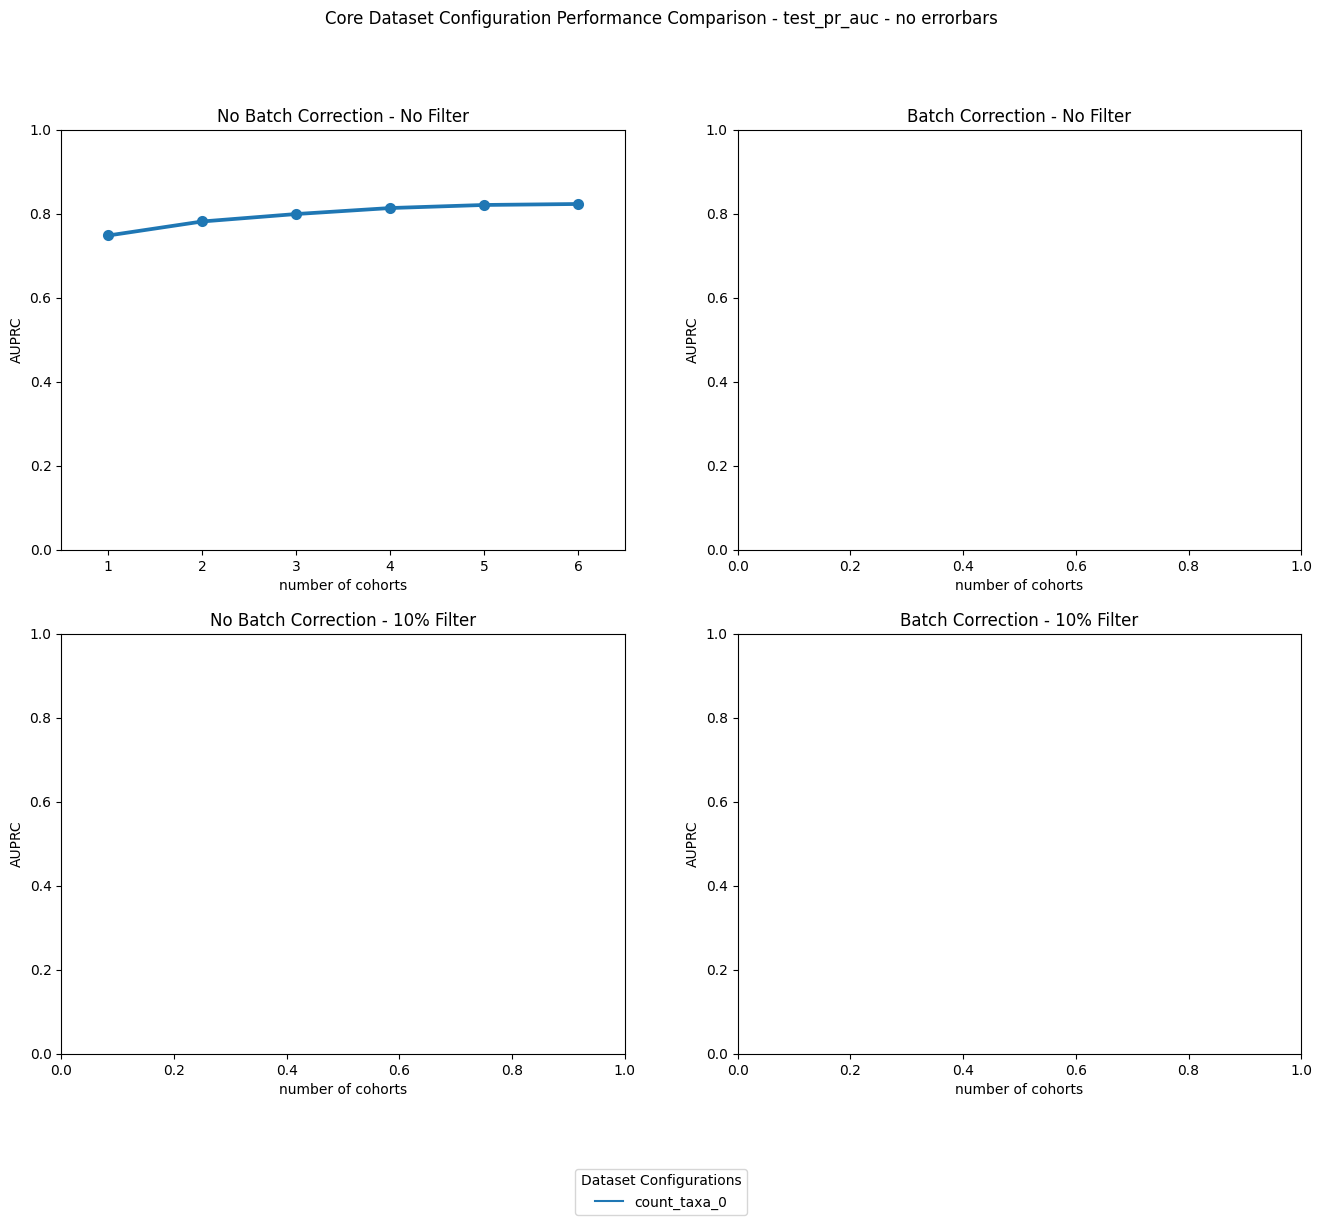 Core Dataset Configuration Performance Comparison - test_pr_auc - no errorbars
No Batch Correction - No Filter
1.0
0.8
0.6
0.4
0.2
0.0
AUPRC
1 2 3 4 5 6
number of cohorts
Batch Correction - No Filter
1.0
0.8
0.6
0.4
0.2
0.0
AUPRC
0.0 0.2 0.4 0.6 0.8 1.0
number of cohorts
No Batch Correction - 10% Filter
1.0
0.8
0.6
0.4
0.2
0.0
AUPRC
0.0 0.2 0.4 0.6 0.8 1.0
number of cohorts
Batch Correction - 10% Filter
1.0
0.8
0.6
0.4
0.2
0.0
AUPRC
0.0 0.2 0.4 0.6 0.8 1.0
number of cohorts
Dataset Configurations
count_taxa_0